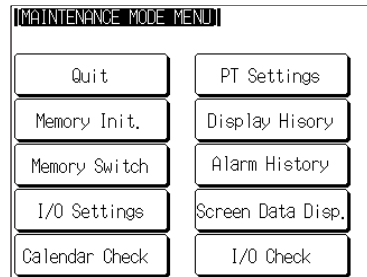 [MAINTENANCE MODE MENU]
Quit
PT Settings
Memory Init.
Display Hisory
Memory Switch
Alarm History
I/O Settings
Screen Data Disp.
Calendar Check
I/O Check